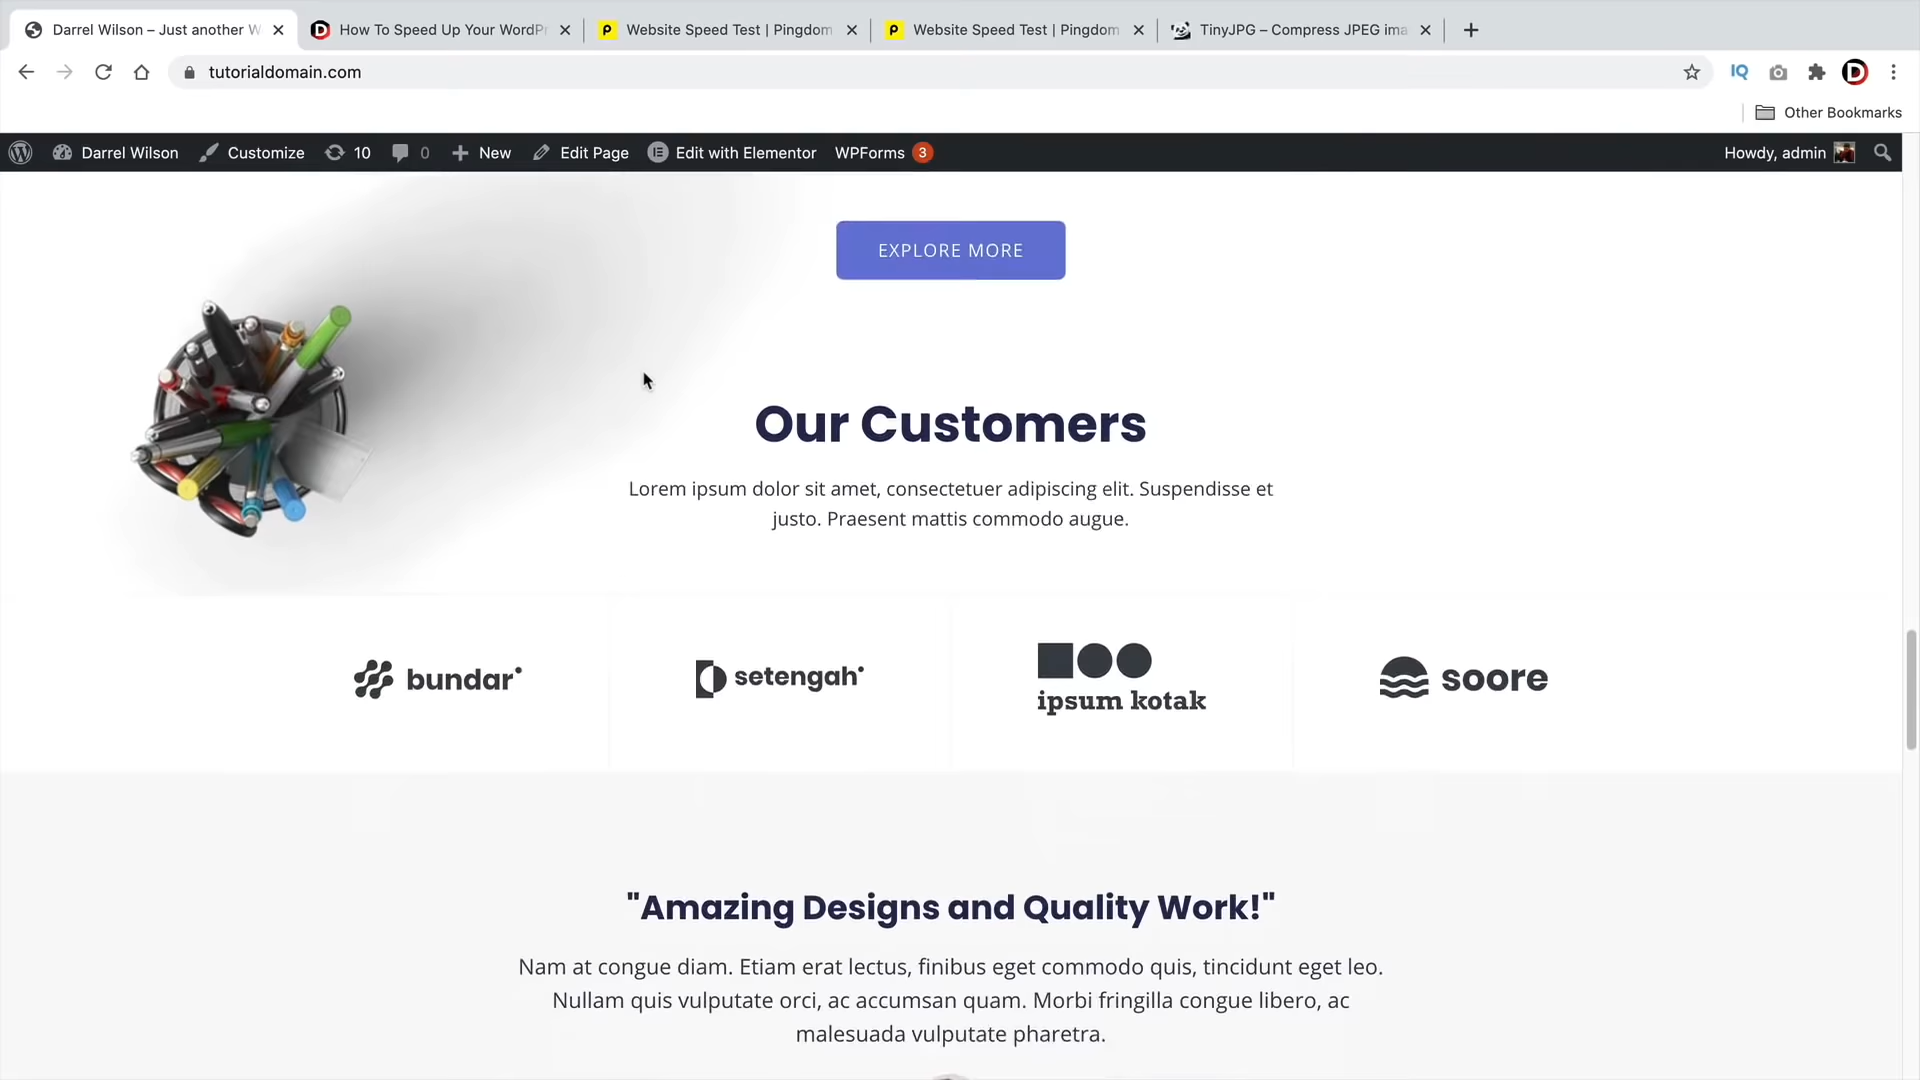 Darrel Wilson – Just another W
How To Speed Up Your WordPr
Website Speed Test | Pingdom
Website Speed Test | Pingdom
TinyJPG – Compress JPEG ima
tutorialdomain.com
IQ
Other Bookmarks
Darrel Wilson
Customize
10
0
New
Edit Page
Edit with Elementor
WPForms 3
Howdy, admin
EXPLORE MORE
Our Customers
Lorem ipsum dolor sit amet, consectetuer adipiscing elit. Suspendisse et
justo. Praesent mattis commodo augue.
bundar
setengah
ipsum kotak
soore
"Amazing Designs and Quality Work!"
Nam at congue diam. Etiam erat lectus, finibus eget commodo quis, tincidunt eget leo.
Nullam quis vulputate orci, ac accumsan quam. Morbi fringilla congue libero, ac
malesuada vulputate pharetra.